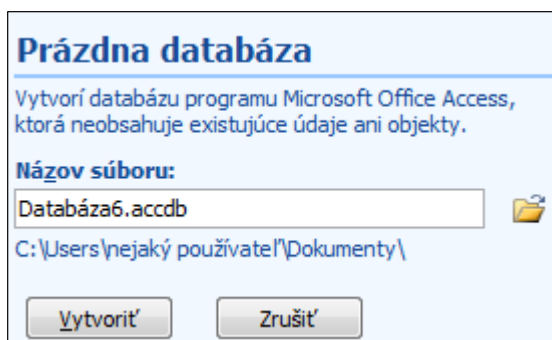 Prázdna databáza
Vytvorí databázu programu Microsoft Office Access,
ktorá neobsahuje existujúce údaje ani objekty.
Názov súboru:
Databáza6.accdb
C:\Users\nejaký používateľ\Dokumenty\
Vytvoriť Zrušiť